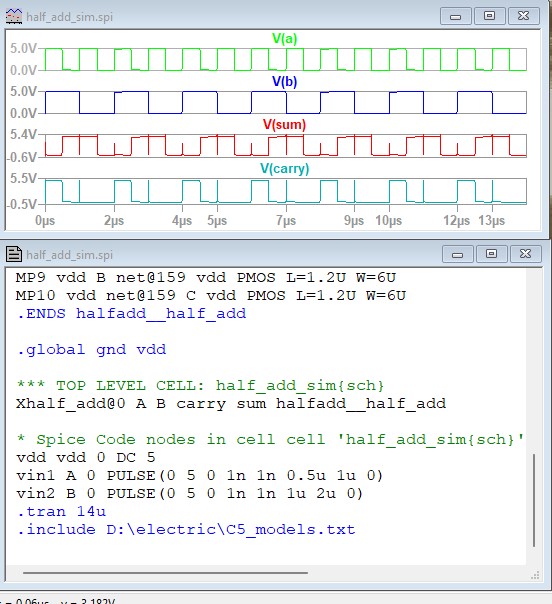 half_add_sim.spi
V(a)
5.0V
0.0V
V(b)
5.0V
0.0V
V(sum)
5.4V
-0.6V
V(carry)
5.5V
-0.5V
0µs 2µs 4µs 5µs 7µs 9µs 10µs 12µs 13µs
half_add_sim.spi
MP9 vdd B net@159 vdd PMOS L=1.2U W=6U
MP10 vdd net@159 C vdd PMOS L=1.2U W=6U
.ENDS halfadd__half_add
.global gnd vdd
*** TOP LEVEL CELL: half_add_sim{sch}
Xhalf_add@0 A B carry sum halfadd__half_add
* Spice Code nodes in cell cell 'half_add_sim{sch}'
vdd vdd 0 DC 5
vin1 A 0 PULSE(0 5 0 1n 1n 0.5u 1u 0)
vin2 B 0 PULSE(0 5 0 1n 1n 1u 2u 0)
.tran 14u
.include D:\electric\C5_models.txt
= 0.06µs y = 3.182V